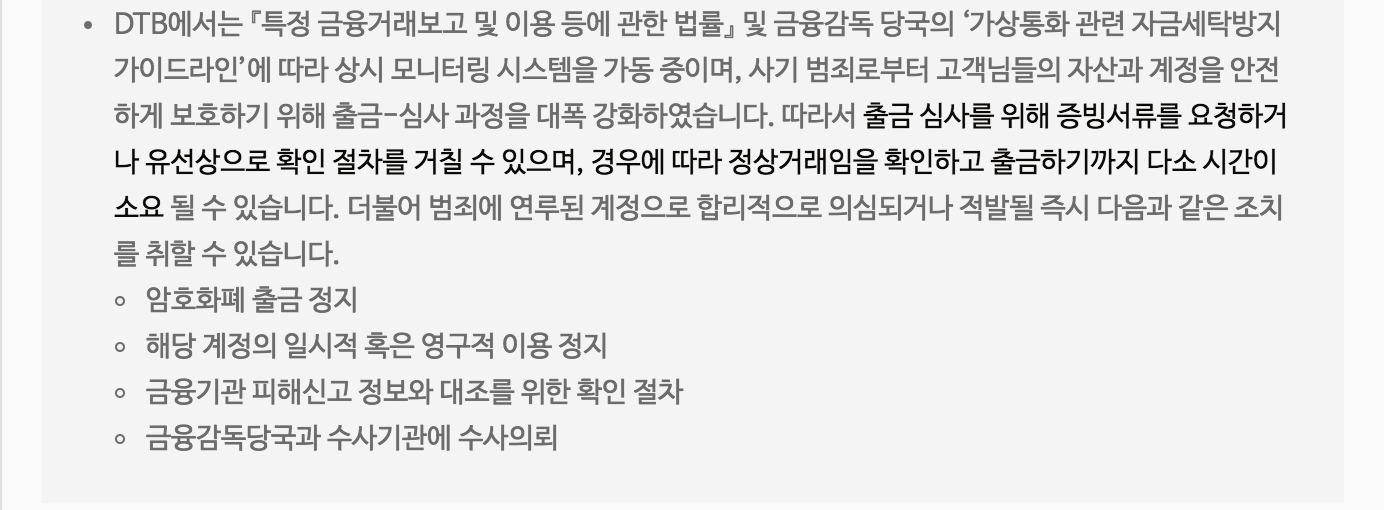 • DTB에서는 『특정 금융거래보고 및 이용 등에 관한 법률』 및 금융감독 당국의 ‘가상통화 관련 자금세탁방지
가이드라인’에 따라 상시 모니터링 시스템을 가동 중이며, 사기 범죄로부터 고객님들의 자산과 계정을 안전
하게 보호하기 위해 출금-심사 과정을 대폭 강화하였습니다. 따라서 출금 심사를 위해 증빙서류를 요청하거
나 유선상으로 확인 절차를 거칠 수 있으며, 경우에 따라 정상거래임을 확인하고 출금하기까지 다소 시간이
소요 될 수 있습니다. 더불어 범죄에 연루된 계정으로 합리적으로 의심되거나 적발될 즉시 다음과 같은 조치
를 취할 수 있습니다.
◦ 암호화폐 출금 정지
◦ 해당 계정의 일시적 혹은 영구적 이용 정지
◦ 금융기관 피해신고 정보와 대조를 위한 확인 절차
◦ 금융감독당국과 수사기관에 수사의뢰